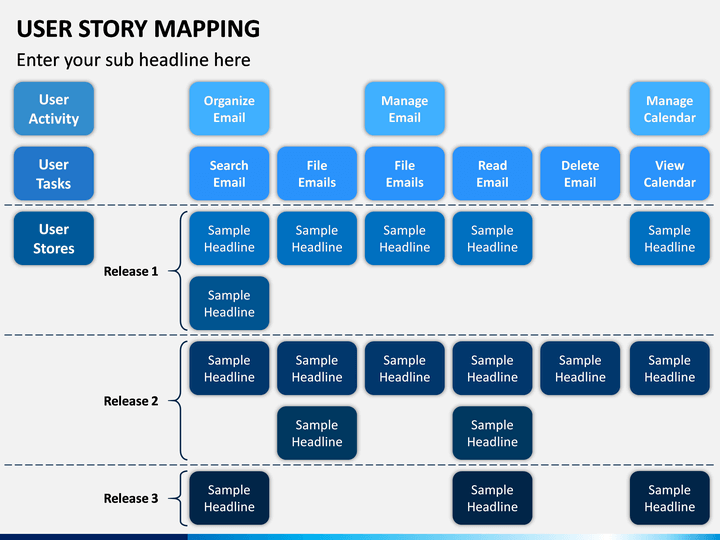 USER STORY MAPPING
Enter your sub headline here
User
Activity
Organize
Email
Manage
Email
Manage
Calendar
User
Tasks
Search
Email
File
Emails
File
Emails
Read
Email
Delete
Email
View
Calendar
User
Stores
Release 1
Sample
Headline
Sample
Headline
Sample
Headline
Sample
Headline
Sample
Headline
Sample
Headline
Release 2
Sample
Headline
Sample
Headline
Sample
Headline
Sample
Headline
Sample
Headline
Sample
Headline
Sample
Headline
Sample
Headline
Release 3
Sample
Headline
Sample
Headline
Sample
Headline